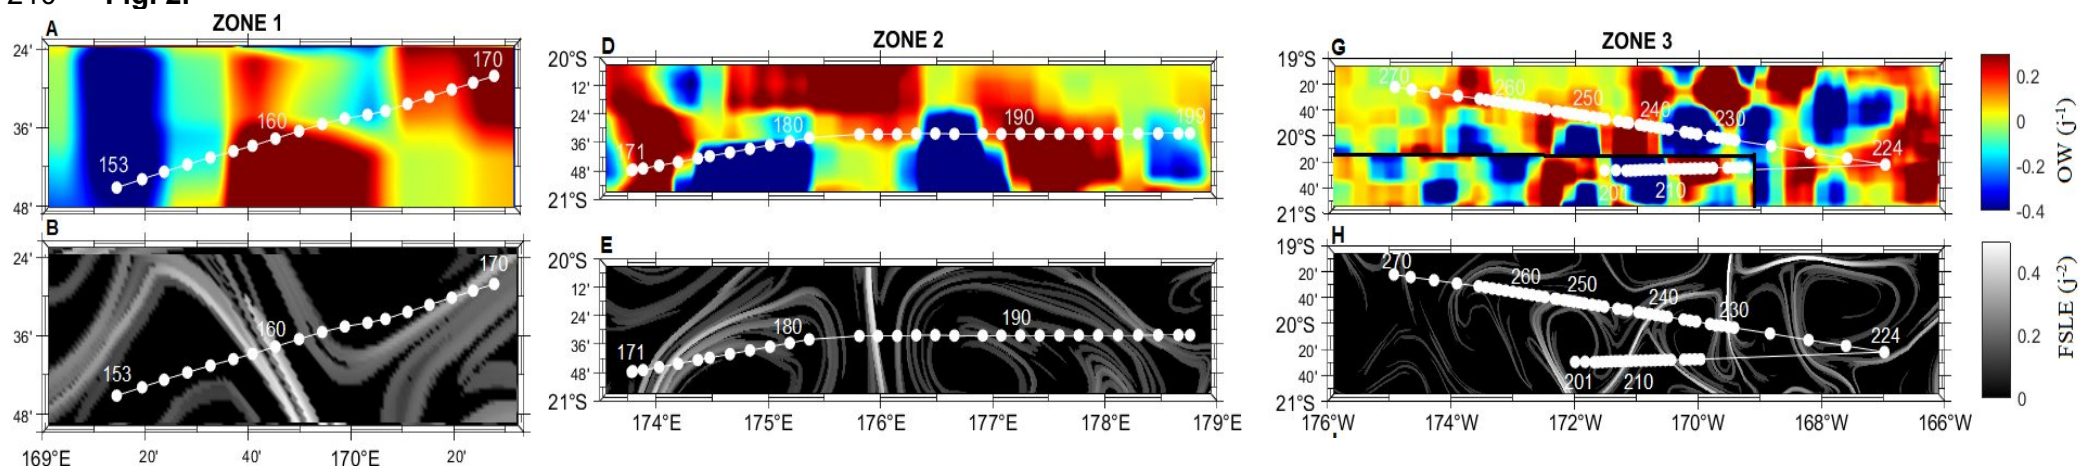 210 Fig. 2.
ZONE 1
ZONE 2
ZONE 3
A
24'
36'
48'
153
160
170
D
20°S
12'
24'
36'
48'
21°S
171
180
190
199
G
19°S
20'
40'
20°S
20'
40'
21°S
270
260
250
240
230
224
210
0.2
0
-0.2
-0.4
OW (j⁻¹)
B
24'
36'
48'
153
160
170
169°E
20'
40'
170°E
20'
E
20°S
12'
24'
36'
48'
21°S
171
180
190
174°E
175°E
176°E
177°E
178°E
179°E
H
19°S
20'
40'
20°S
20'
40'
21°S
270
260
250
240
230
224
201
210
176°W
174°W
172°W
170°W
168°W
166°W
0.4
0.2
0
FSLE (j⁻²)